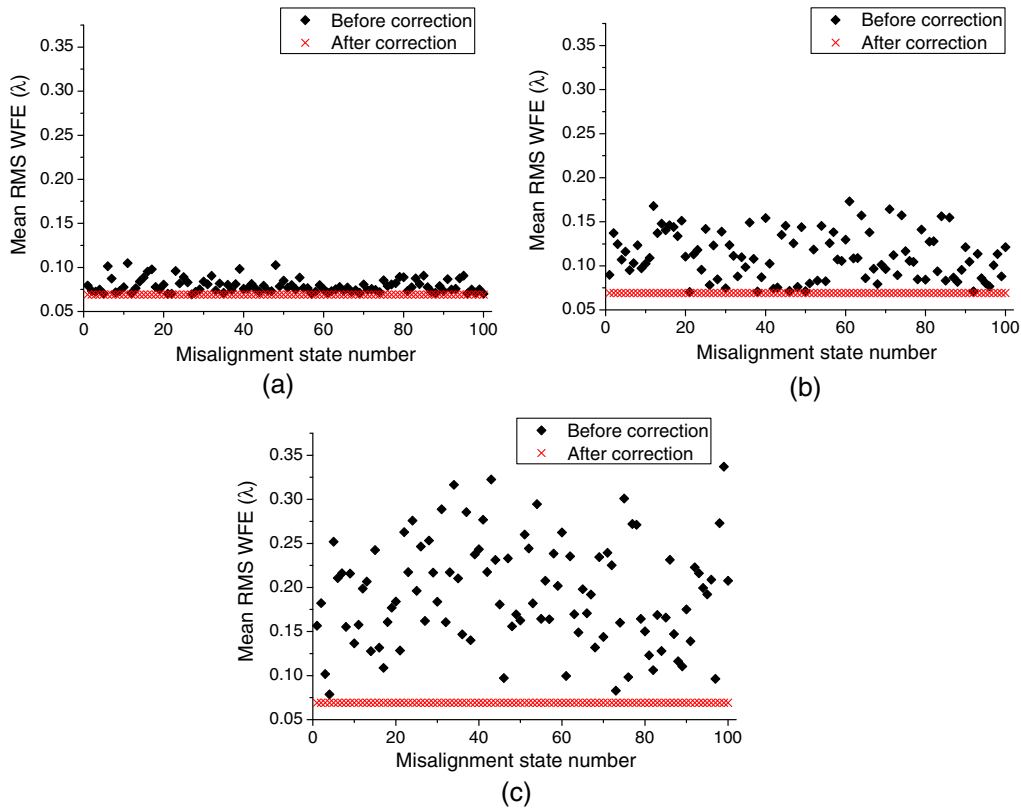 Before correction
After correction
Mean RMS WFE (λ)
0.35
0.30
0.25
0.20
0.15
0.10
0.05
0 20 40 60 80 100
Misalignment state number
(a)
Before correction
After correction
Mean RMS WFE (λ)
0.35
0.30
0.25
0.20
0.15
0.10
0.05
0 20 40 60 80 100
Misalignment state number
(b)
Before correction
After correction
Mean RMS WFE (λ)
0.35
0.30
0.25
0.20
0.15
0.10
0.05
0 20 40 60 80 100
Misalignment state number
(c)